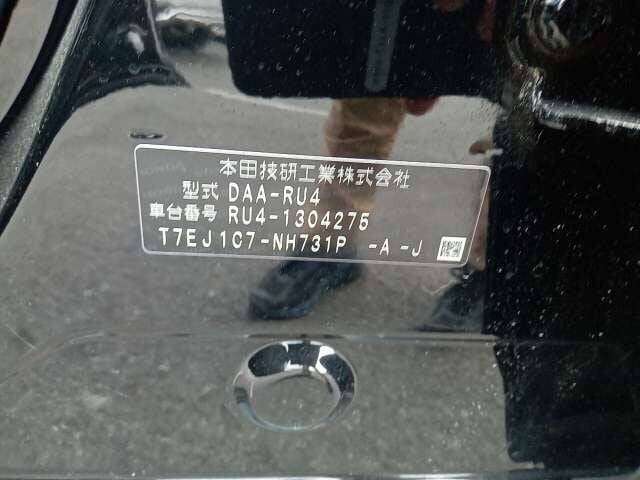 本田技研工業株式会社
型式 DAA-RU4
車台番号 RU4-1304275
T7EJ1C7-NH731P -A-J